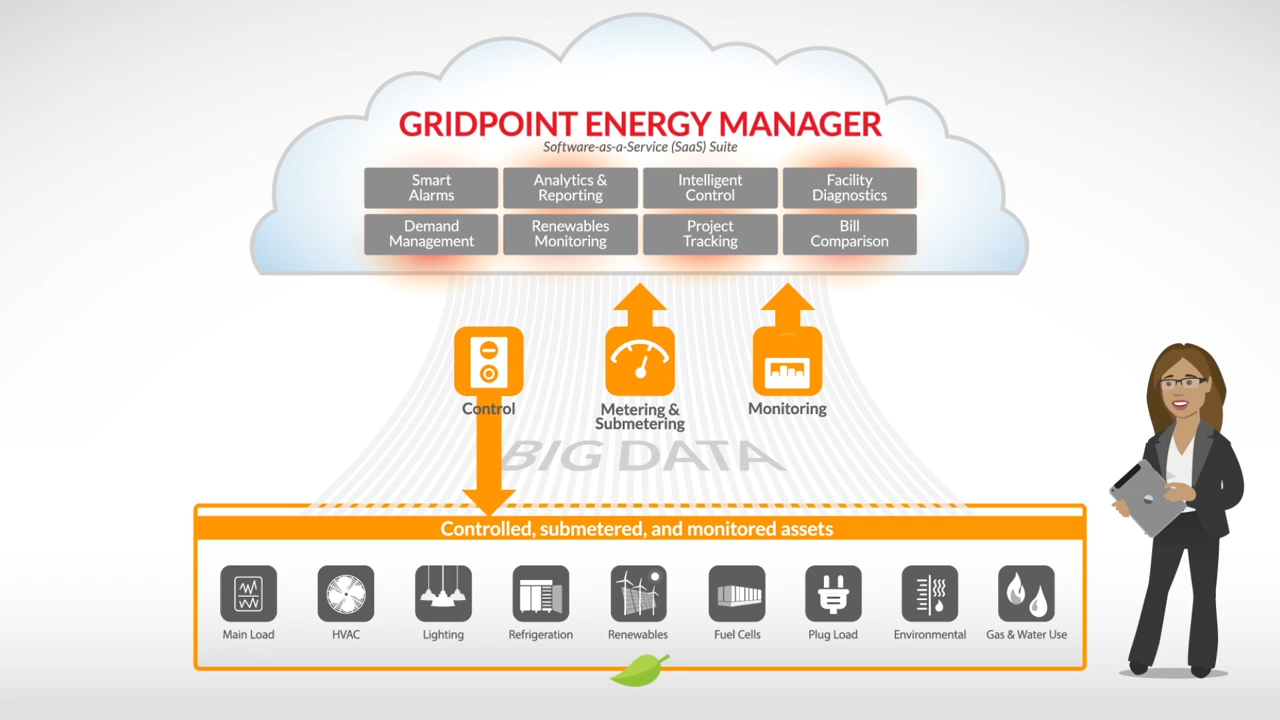 GRIDPOINT ENERGY MANAGER
Software-as-a-Service (SaaS) Suite
Smart
Alarms
Analytics &
Reporting
Intelligent
Control
Facility
Diagnostics
Demand
Management
Renewables
Monitoring
Project
Tracking
Bill
Comparison
Control
Metering &
Submetering
Monitoring
BIG DATA
Controlled, submetered, and monitored assets
Main Load
HVAC
Lighting
Refrigeration
Renewables
Fuel Cells
Plug Load
Environmental
Gas & Water Use